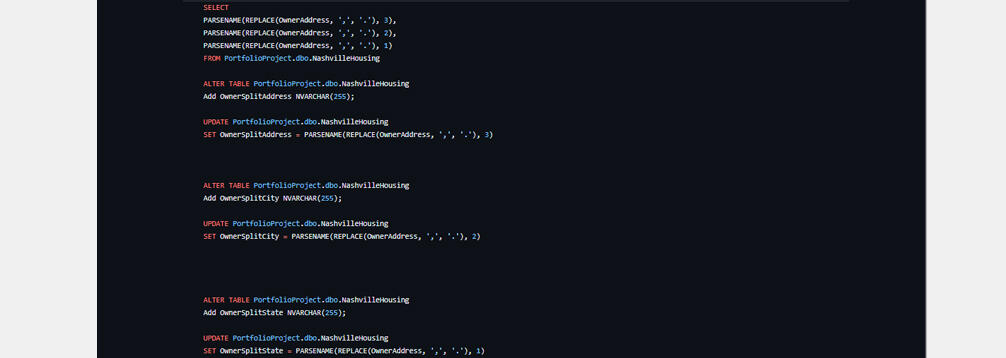 SELECT
PARSENAME(REPLACE(OwnerAddress, ',', '.'), 3),
PARSENAME(REPLACE(OwnerAddress, ',', '.'), 2),
PARSENAME(REPLACE(OwnerAddress, ',', '.'), 1)
FROM PortfolioProject.dbo.NashvilleHousing
ALTER TABLE PortfolioProject.dbo.NashvilleHousing
Add OwnerSplitAddress NVARCHAR(255);
UPDATE PortfolioProject.dbo.NashvilleHousing
SET OwnerSplitAddress = PARSENAME(REPLACE(OwnerAddress, ',', '.'), 3)
ALTER TABLE PortfolioProject.dbo.NashvilleHousing
Add OwnerSplitCity NVARCHAR(255);
UPDATE PortfolioProject.dbo.NashvilleHousing
SET OwnerSplitCity = PARSENAME(REPLACE(OwnerAddress, ',', '.'), 2)
ALTER TABLE PortfolioProject.dbo.NashvilleHousing
Add OwnerSplitState NVARCHAR(255);
UPDATE PortfolioProject.dbo.NashvilleHousing
SET OwnerSplitState = PARSENAME(REPLACE(OwnerAddress, ',', '.'), 1)